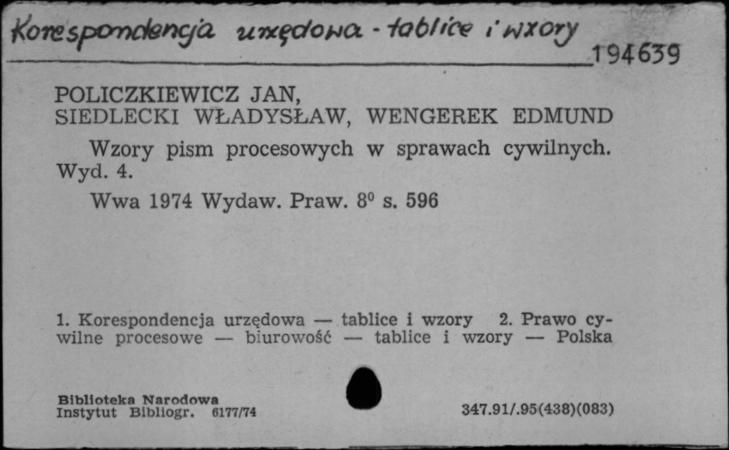 Korespondencja urzędowa - tablice i wzory
194639
POLICZKIEWICZ JAN,
SIEDLECKI WŁADYSŁAW, WENGEREK EDMUND
Wzory pism procesowych w sprawach cywilnych.
Wyd. 4.
Wwa 1974 Wydaw. Praw. 8⁰ s. 596
1. Korespondencja urzędowa — tablice i wzory 2. Prawo cy-
wilne procesowe — biurowość — tablice i wzory — Polska
Biblioteka Narodowa
Instytut Bibliogr. 6177/74
347.91/.95(438)(083)